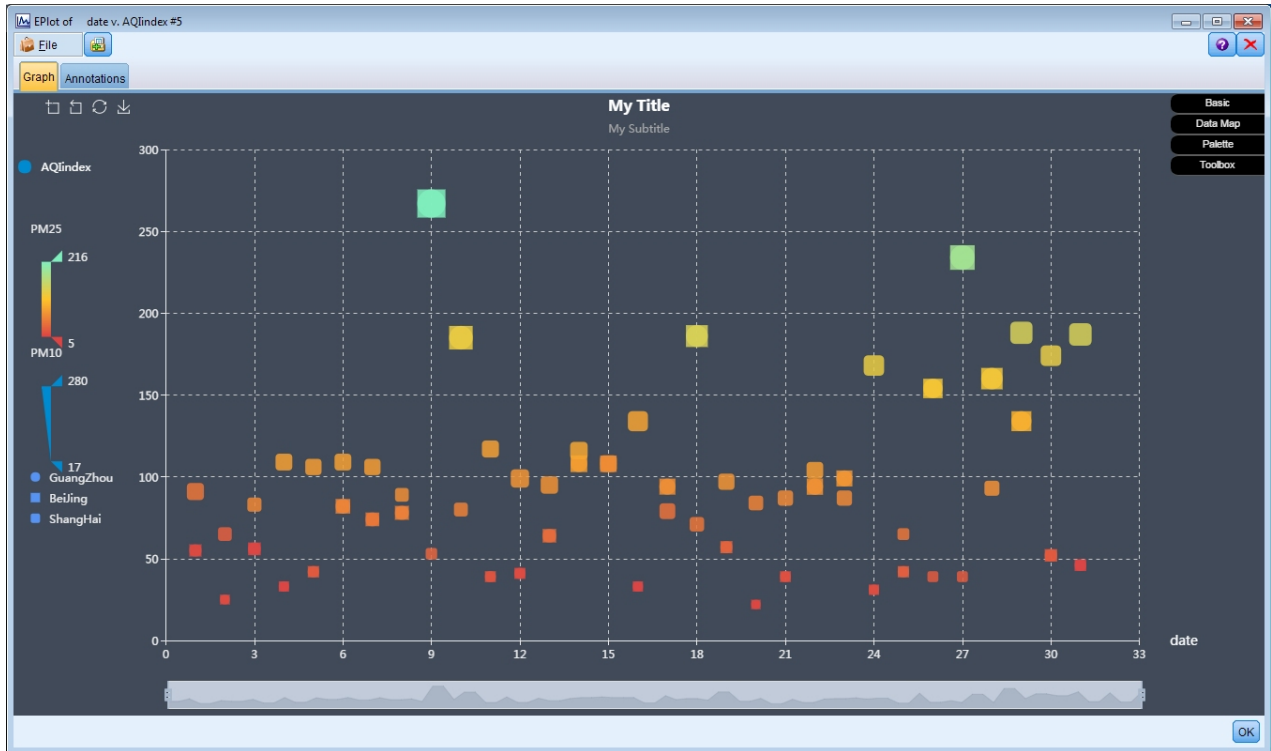 EPlot of date v. AQIindex #5
File
Graph Annotations
My Title
My Subtitle
Basic
Data Map
Palette
Toolbox
AQIindex
PM25
216
5
PM10
280
17
GuangZhou
BeiJing
ShangHai
300
250
200
150
100
50
0
0 3 6 9 12 15 18 21 24 27 30 33
date
OK